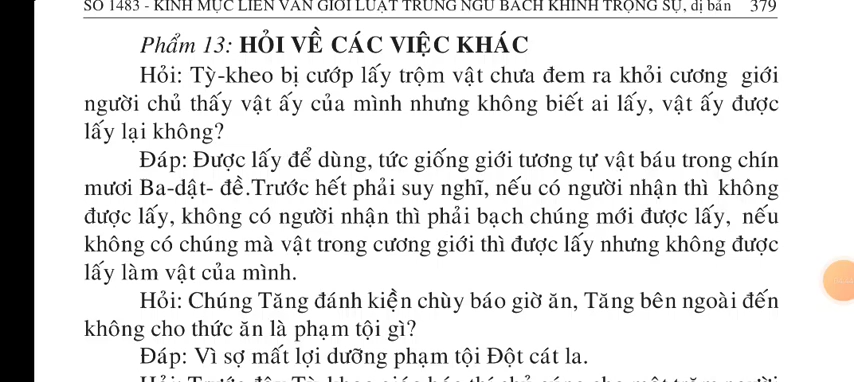 SỐ 1483 - KINH MỤC LIÊN VẤN GIỚI LUẬT TRUNG NGŨ BÁCH KHINH TRỌNG SỰ, dị bản 379
Phẩm 13: HỎI VỀ CÁC VIỆC KHÁC
Hỏi: Tỳ-kheo bị cướp lấy trộm vật chưa đem ra khỏi cương giới
người chủ thấy vật ấy của mình nhưng không biết ai lấy, vật ấy được
lấy lại không?
Đáp: Được lấy để dùng, tức giống giới tương tự vật báu trong chín
mươi Ba-dật- đề.Trước hết phải suy nghĩ, nếu có người nhận thì không
được lấy, không có người nhận thì phải bạch chúng mới được lấy, nếu
không có chúng mà vật trong cương giới thì được lấy nhưng không được
lấy làm vật của mình.
Hỏi: Chúng Tăng đánh kiện chùy báo giờ ăn, Tăng bên ngoài đến
không cho thức ăn là phạm tội gì?
Đáp: Vì sợ mất lợi dưỡng phạm tội Đột cát la.